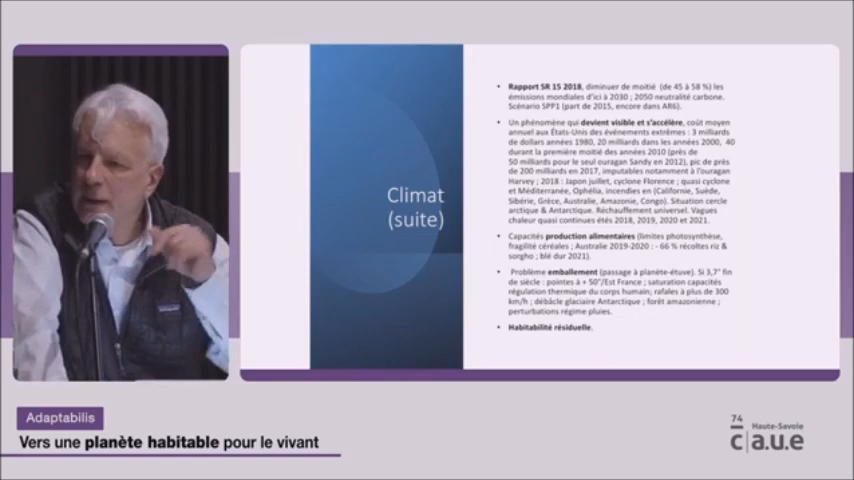 Climat
(suite)
• Rapport SR 15 2018, diminuer de moitié (de 45 à 58 %) les
émissions mondiales d'ici à 2030 ; 2050 neutralité carbone.
Scénario SPP1 (part de 2015, encore dans AR6).
• Un phénomène qui devient visible et s'accélère, coût moyen
annuel aux États-Unis des événements extrêmes : 3 milliards
de dollars années 1980, 20 milliards dans les années 2000, 40
durant la première moitié des années 2010 (près de
50 milliards pour le seul ouragan Sandy en 2012), pic de près
de 200 milliards en 2017, imputables notamment à l'ouragan
Harvey ; 2018 : Japon juillet, cyclone Florence ; quasi cyclone
et Méditerranée, Ophélia, incendies en (Californie, Suède,
Sibérie, Grèce, Australie, Amazonie, Congo). Situation cercle
arctique & Antarctique. Réchauffement universel. Vagues
chaleur quasi continues étés 2018, 2019, 2020 et 2021.
• Capacités production alimentaires (limites photosynthèse,
fragilité céréales ; Australie 2019-2020 : - 66 % récoltes riz &
sorgho ; blé dur 2021).
• Problème emballement (passage à planète-étuve). Si 3,7° fin
de siècle : pointes à + 50°/Est France ; saturation capacités
régulation thermique du corps humain; rafales à plus de 300
km/h ; débâcle glaciaire Antarctique ; forêt amazonienne ;
perturbations régime pluies.
• Habitabilité résiduelle.
Adaptabilis
Vers une planète habitable pour le vivant
74
Haute-Savoie
c|a.u.e